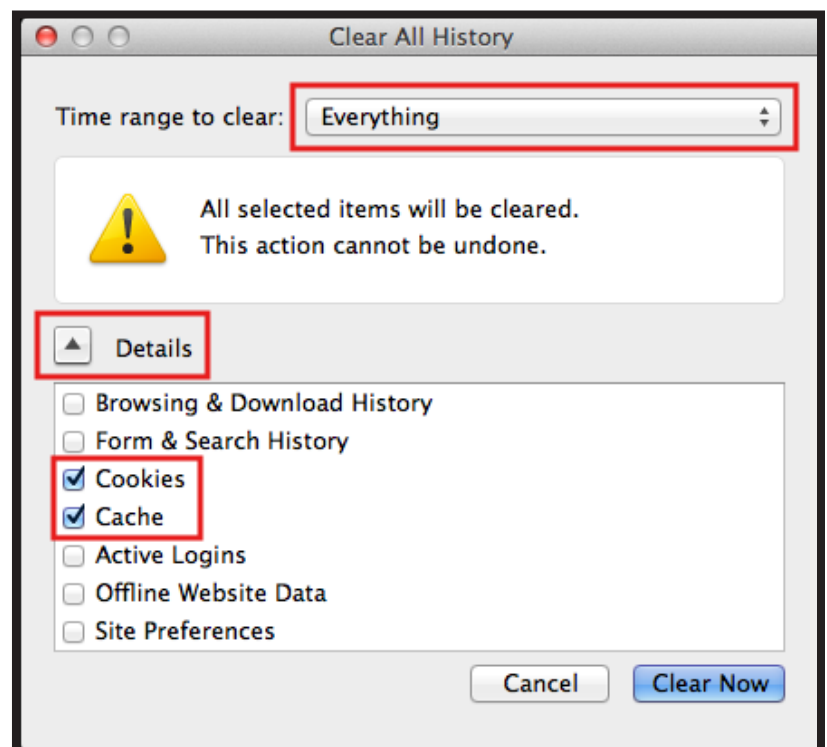 Clear All History
Time range to clear: Everything
All selected items will be cleared.
This action cannot be undone.
Details
Browsing & Download History
Form & Search History
Cookies
Cache
Active Logins
Offline Website Data
Site Preferences
Cancel Clear Now